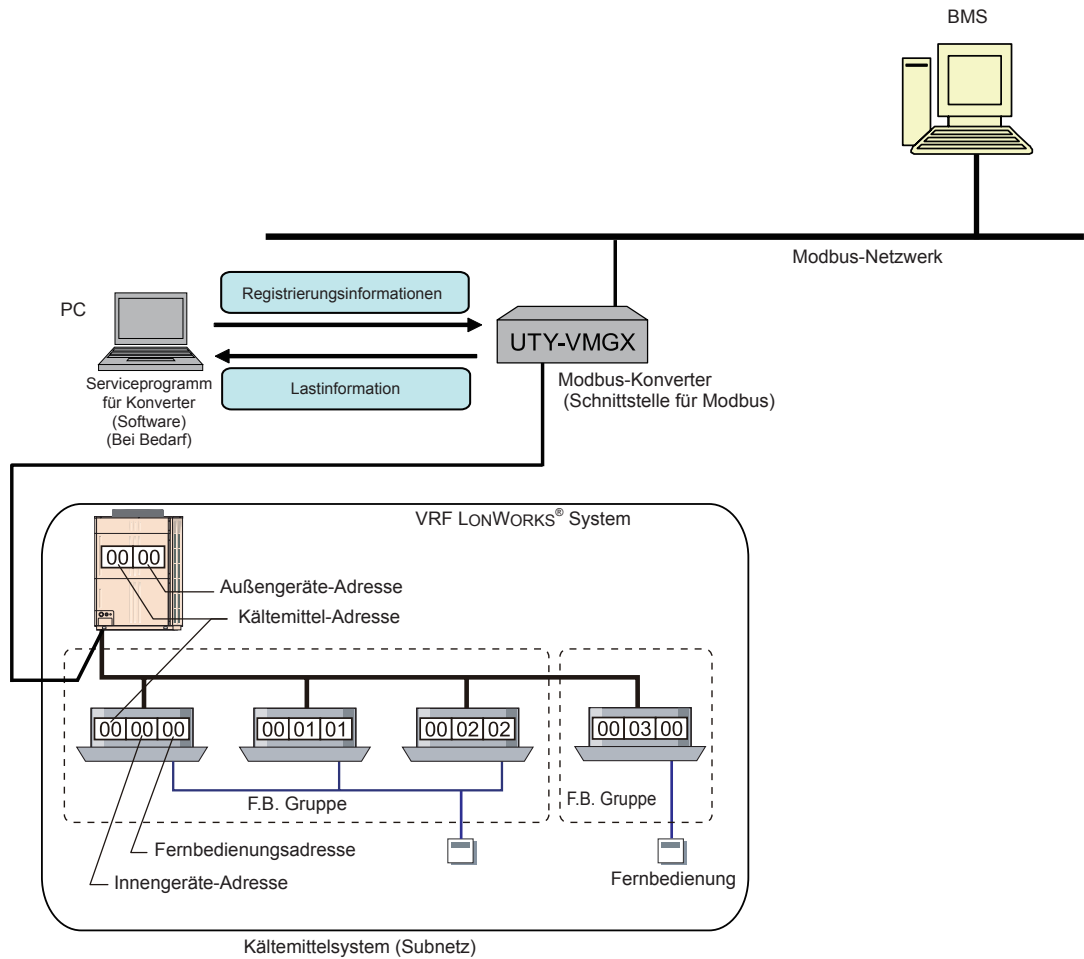 BMS
Modbus-Netzwerk
PC
Registrierungsinformationen
Lastinformation
UTY-VMGX
Serviceprogramm
für Konverter
(Software)
(Bei Bedarf)
Modbus-Konverter
(Schnittstelle für Modbus)
VRF LONWORKS® System
00 00
Außengeräte-Adresse
Kältemittel-Adresse
00 00 00
00 01 01
00 02 02
00 03 00
F.B. Gruppe
F.B. Gruppe
Fernbedienungsadresse
Innengeräte-Adresse
Fernbedienung
Kältemittelsystem (Subnetz)